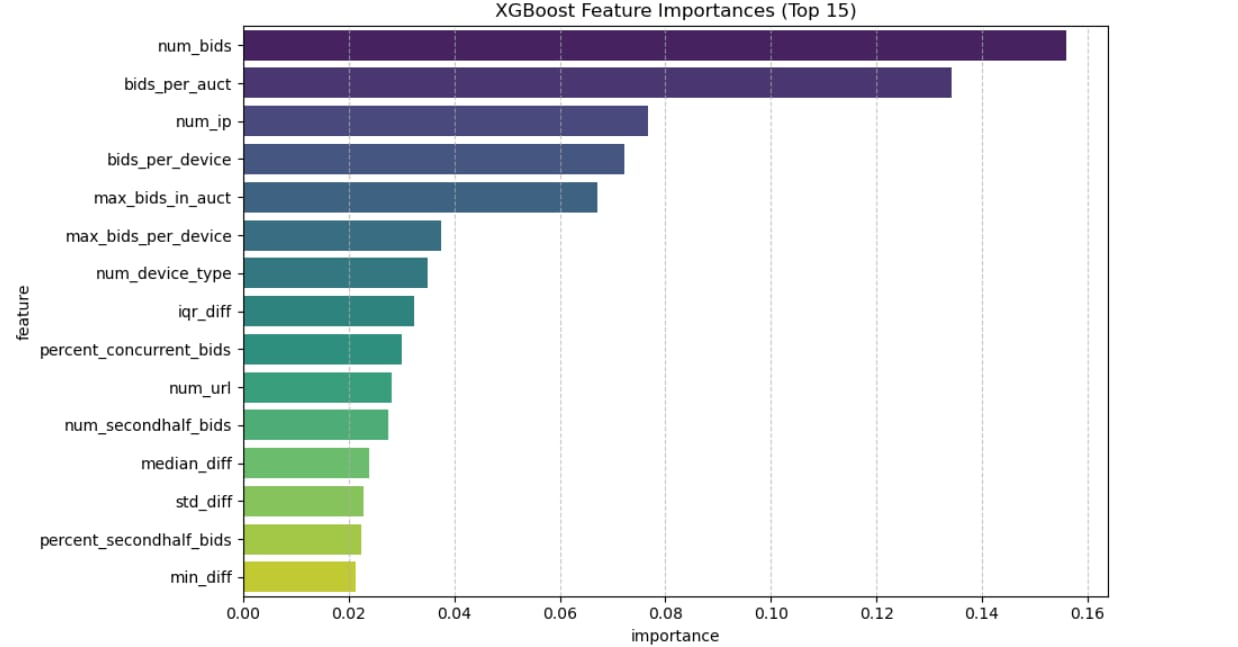 XGBoost Feature Importances (Top 15)
num_bids
bids_per_auct
num_ip
bids_per_device
max_bids_in_auct
max_bids_per_device
num_device_type
iqr_diff
percent_concurrent_bids
num_url
num_secondhalf_bids
median_diff
std_diff
percent_secondhalf_bids
min_diff
feature
0.00 0.02 0.04 0.06 0.08 0.10 0.12 0.14 0.16
importance